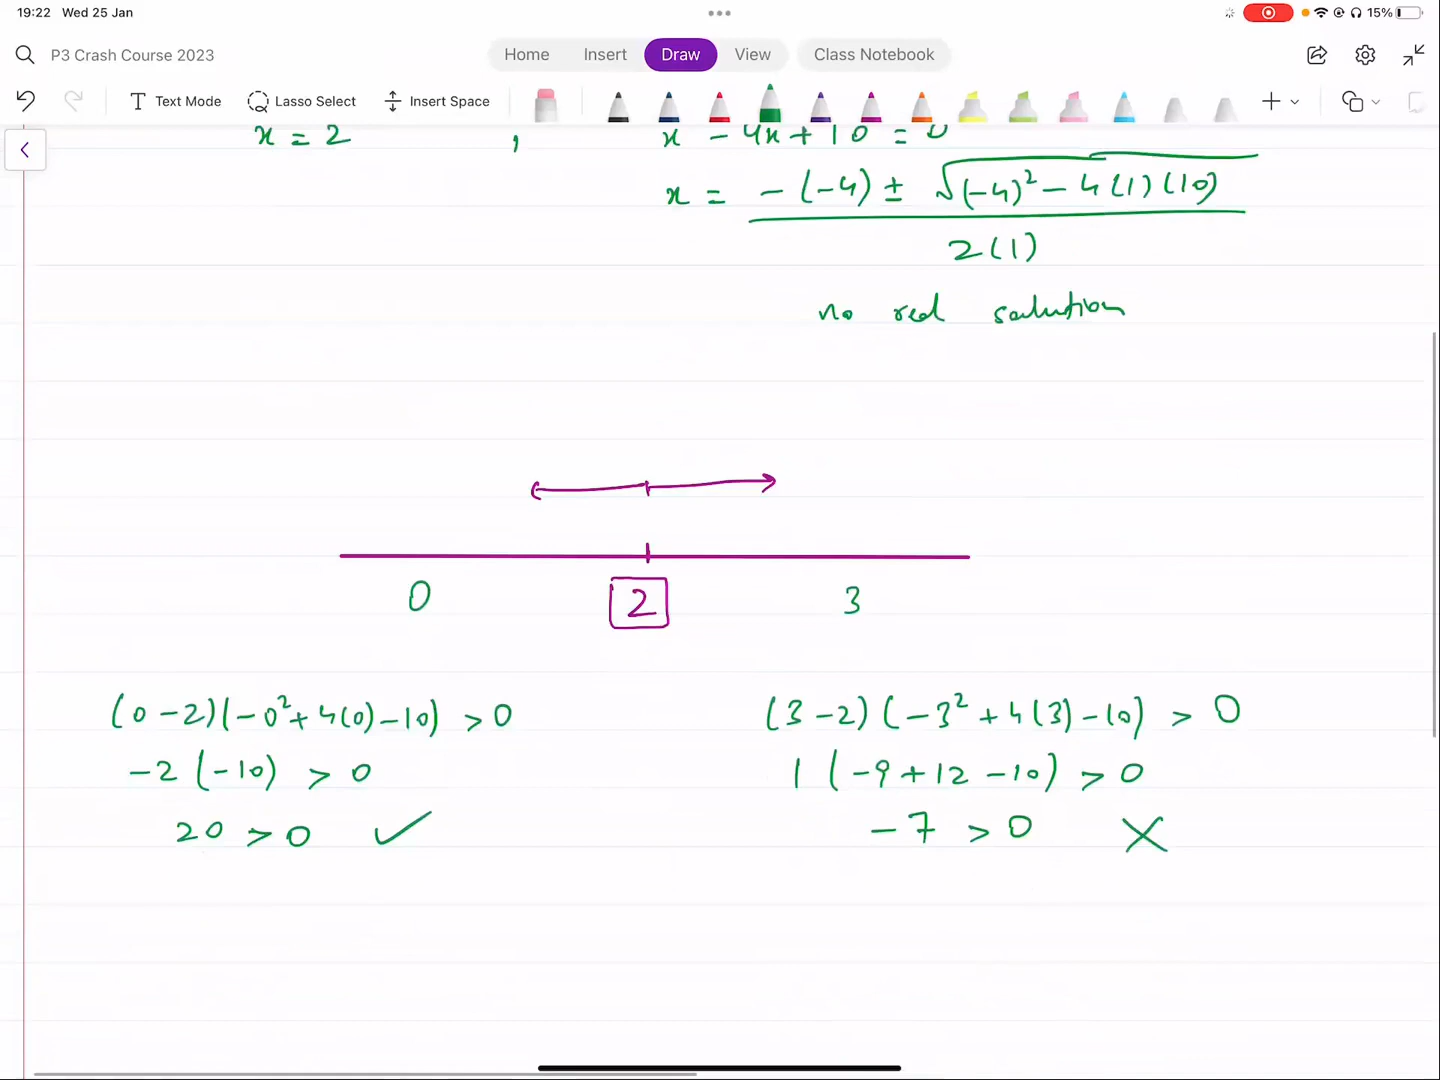 19:22 Wed 25 Jan 15%
P3 Crash Course 2023 Home Insert Draw View Class Notebook
Text Mode Lasso Select Insert Space
x = 2 , x - 4x + 10 = 0
x = -(-4) ± √(-4)² - 4(1)(10)
2(1)
no real solution
0 2 3
(0-2)(-0²+4(0)-10) > 0
-2(-10) > 0
20 > 0 ✓
(3-2)(-3²+4(3)-10) > 0
1(-9+12-10) > 0
-7 > 0 ✗